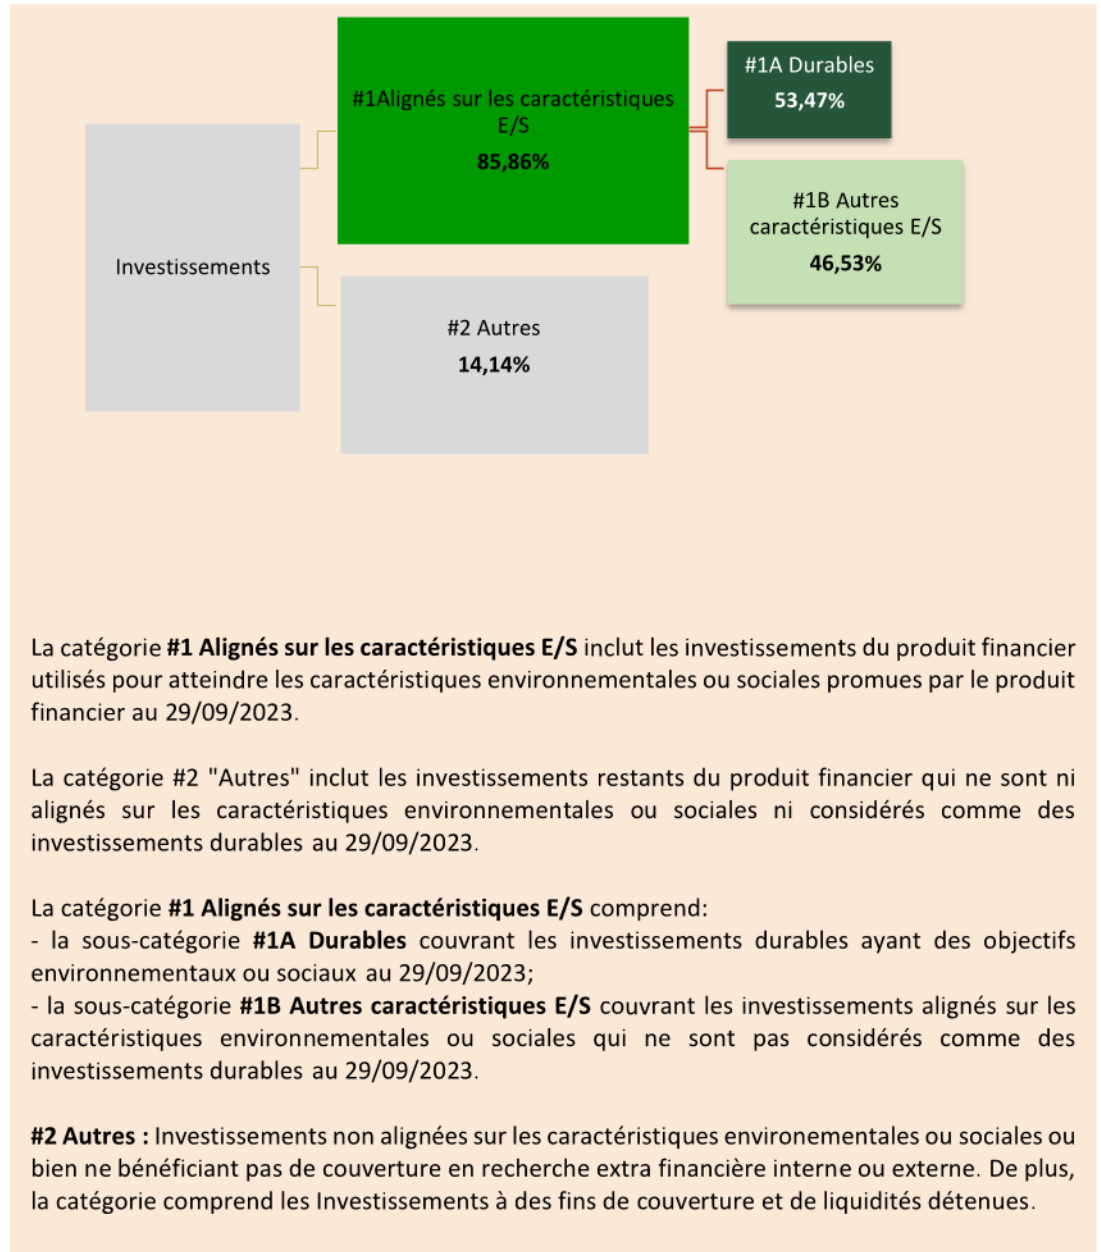 #1Alignés sur les caractéristiques
E/S
85,86%
#1A Durables
53,47%
#1B Autres
caractéristiques E/S
46,53%
Investissements
#2 Autres
14,14%
La catégorie #1 Alignés sur les caractéristiques E/S inclut les investissements du produit financier
utilisés pour atteindre les caractéristiques environnementales ou sociales promues par le produit
financier au 29/09/2023.
La catégorie #2 "Autres" inclut les investissements restants du produit financier qui ne sont ni
alignés sur les caractéristiques environnementales ou sociales ni considérés comme des
investissements durables au 29/09/2023.
La catégorie #1 Alignés sur les caractéristiques E/S comprend:
- la sous-catégorie #1A Durables couvrant les investissements durables ayant des objectifs
environnementaux ou sociaux au 29/09/2023;
- la sous-catégorie #1B Autres caractéristiques E/S couvrant les investissements alignés sur les
caractéristiques environnementales ou sociales qui ne sont pas considérés comme des
investissements durables au 29/09/2023.
#2 Autres : Investissements non alignées sur les caractéristiques environementales ou sociales ou
bien ne bénéficiant pas de couverture en recherche extra financière interne ou externe. De plus,
la catégorie comprend les Investissements à des fins de couverture et de liquidités détenues.